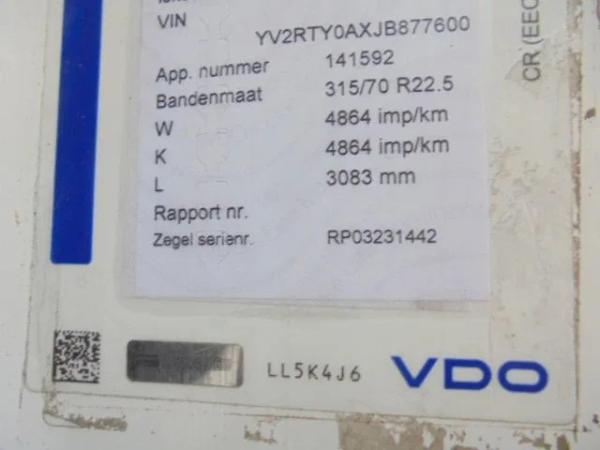 VIN
YV2RTY0AXJB877600
App. nummer 141592
Bandenmaat 315/70 R22.5
W 4864 imp/km
K 4864 imp/km
L 3083 mm
Rapport nr.
Zegel serienr. RP03231442
LL5K4J6
VDO
CR (EEC